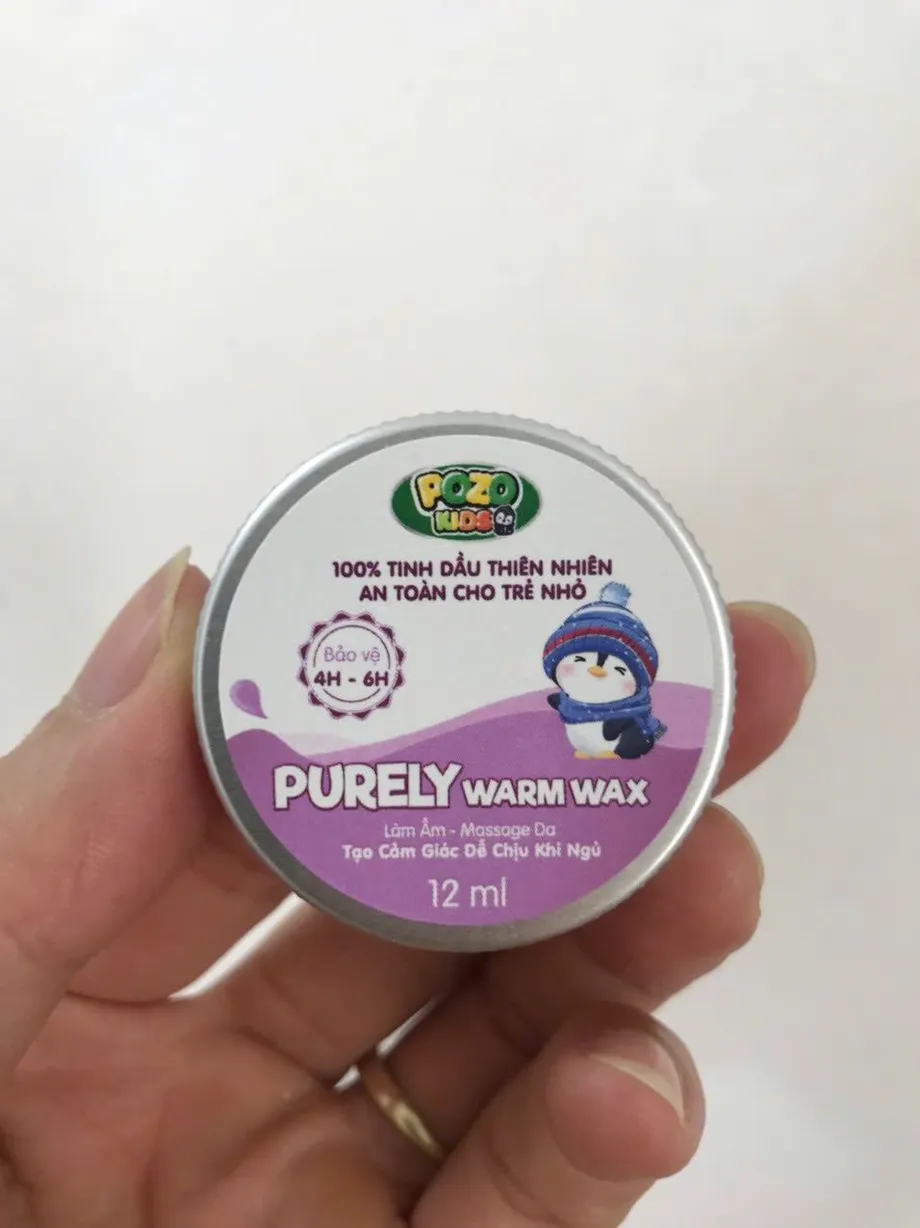 POZO
KIDS
100% TINH DẦU THIÊN NHIÊN
AN TOÀN CHO TRẺ NHỎ
Bảo vệ
4H - 6H
PURELY WARM WAX
Làm Ấm - Massage Da
Tạo Cảm Giác Dễ Chịu Khi Ngủ
12 ml